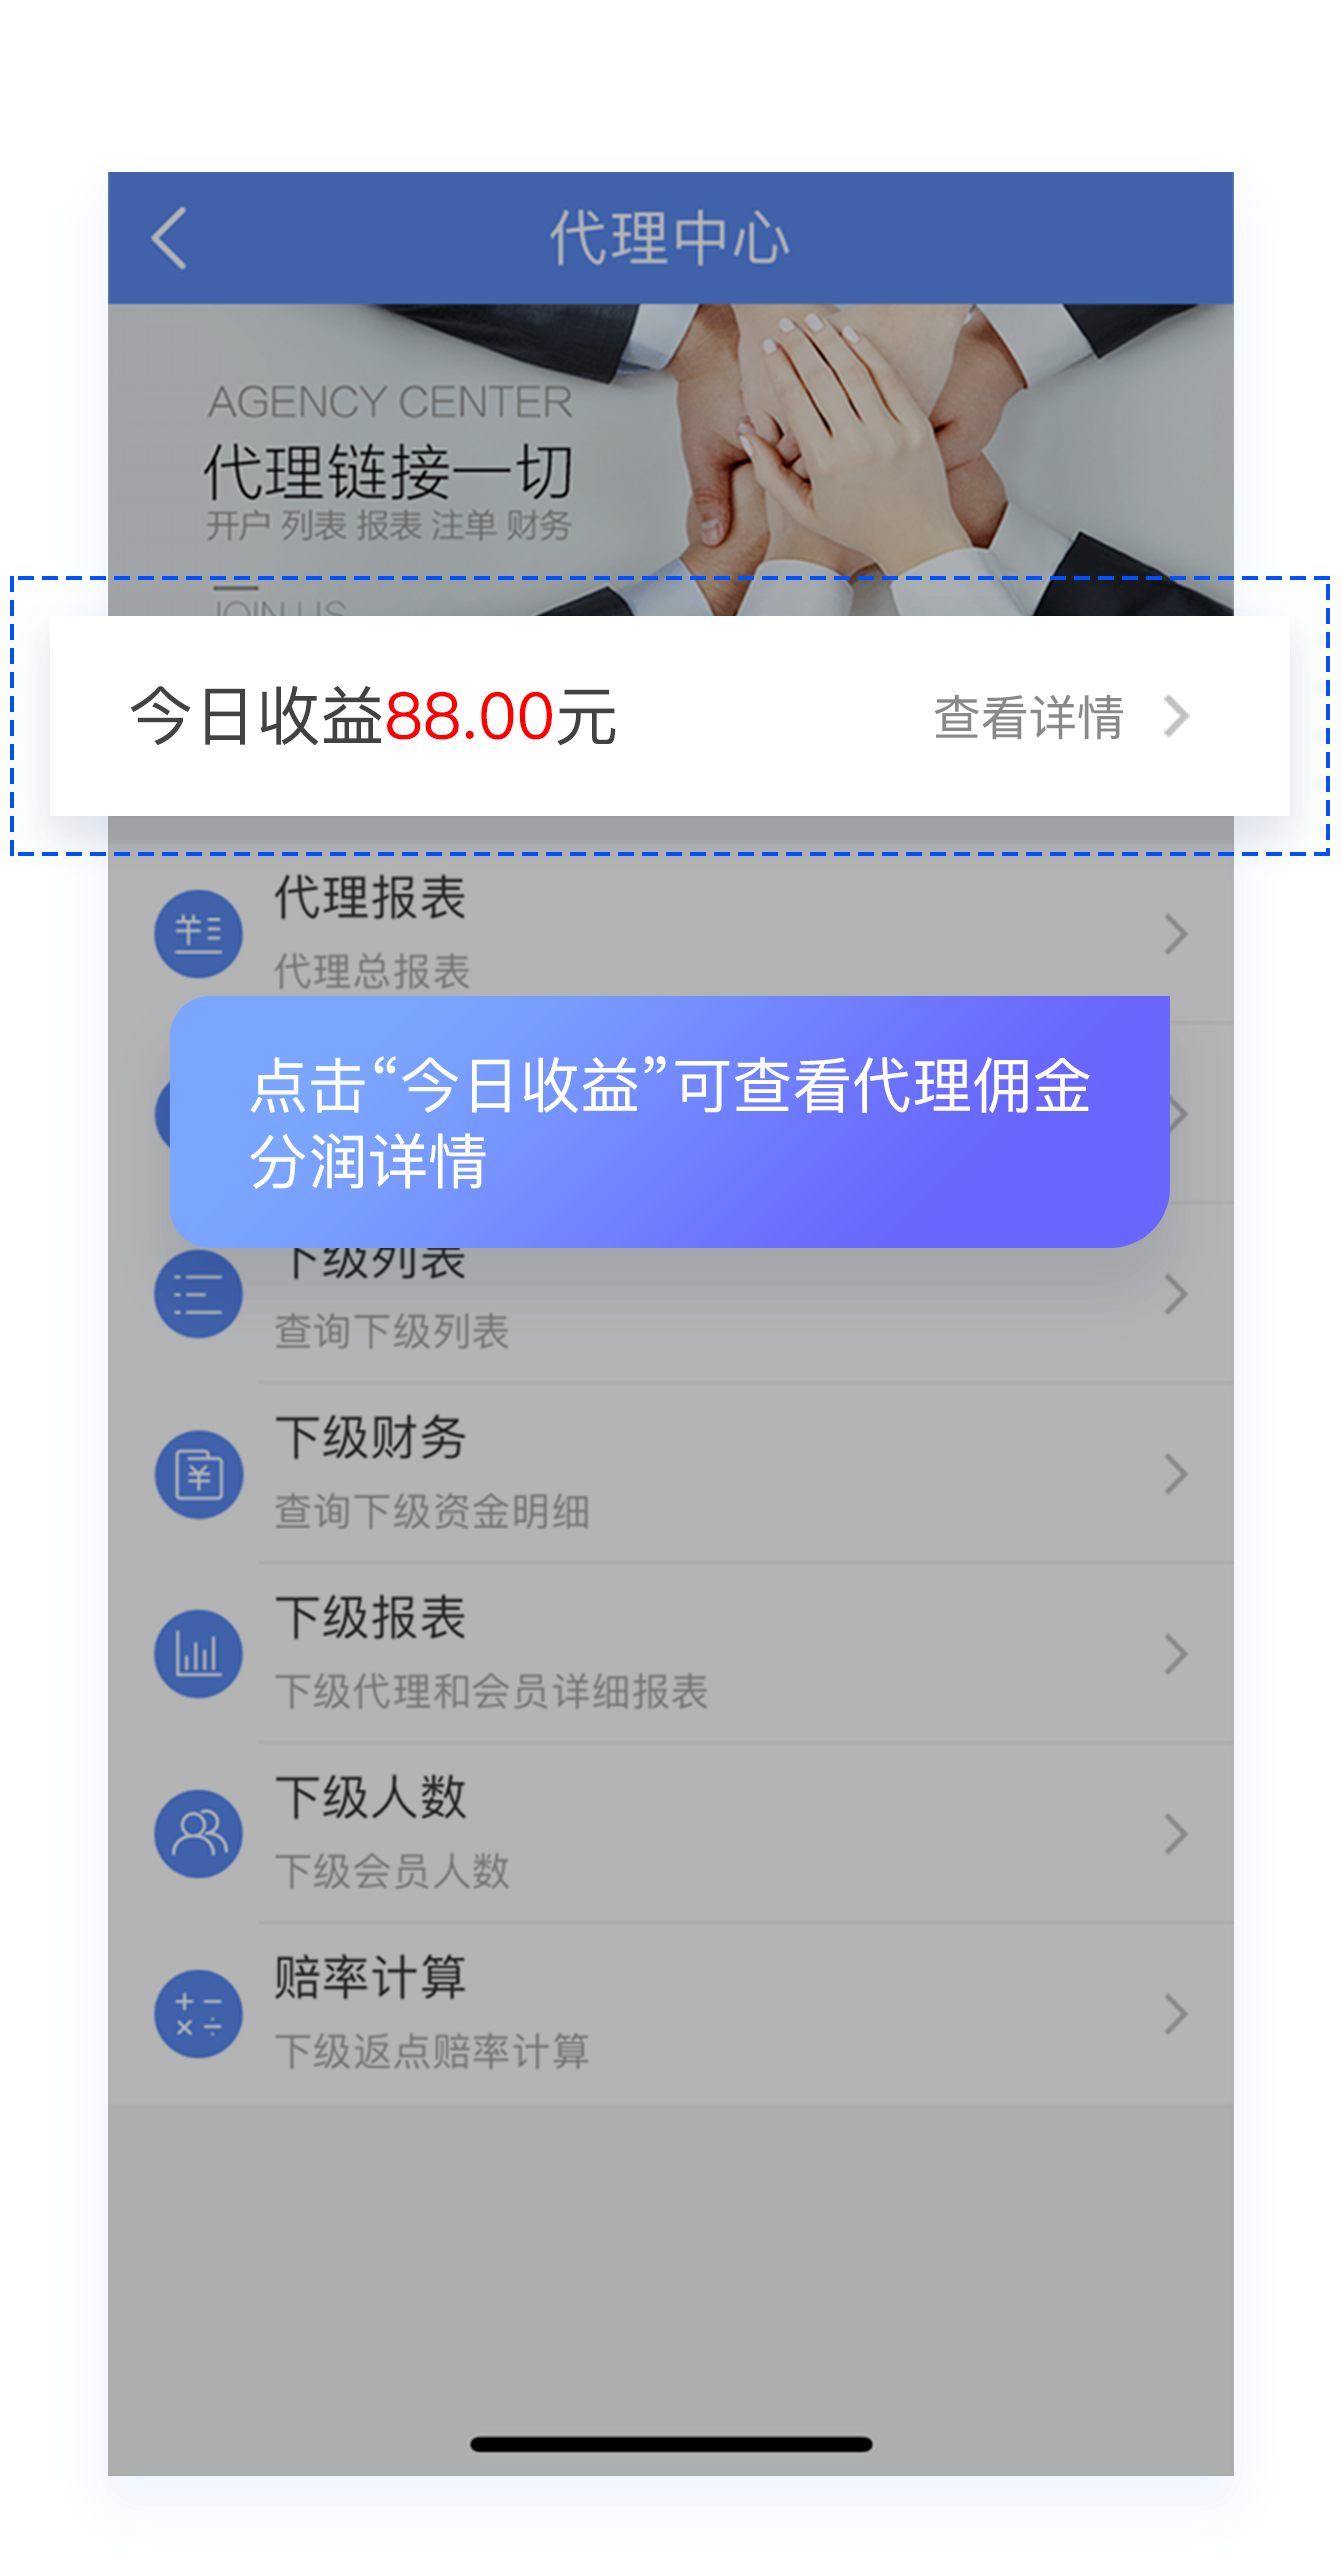 代理中心
AGENCY CENTER
代理链接一切
开户 列表 报表 注单 财务
JOIN US
今日收益88.00元
查看详情
代理报表
代理总报表
点击“今日收益”可查看代理佣金
分润详情
下级列表
查询下级列表
下级财务
查询下级资金明细
下级报表
下级代理和会员详细报表
下级人数
下级会员人数
赔率计算
下级返点赔率计算